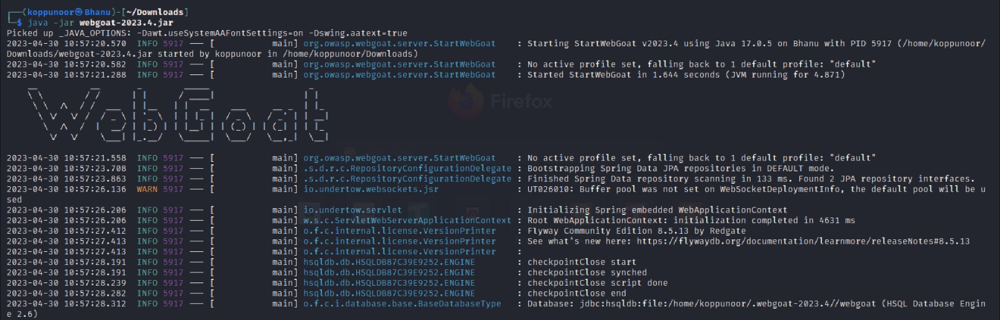 ┌──(koppunoor㉿Bhanu)-[~/Downloads]
└─$ java -jar webgoat-2023.4.jar
Picked up _JAVA_OPTIONS: -Dawt.useSystemAAFontSettings=on -Dswing.aatext=true
2023-04-30 10:57:20.570  INFO 5917 --- [           main] org.owasp.webgoat.server.StartWebGoat    : Starting StartWebGoat v2023.4 using Java 17.0.5 on Bhanu with PID 5917 (/home/koppunoor/
Downloads/webgoat-2023.4.jar started by koppunoor in /home/koppunoor/Downloads)
2023-04-30 10:57:20.582  INFO 5917 --- [           main] org.owasp.webgoat.server.StartWebGoat    : No active profile set, falling back to 1 default profile: "default"
2023-04-30 10:57:21.288  INFO 5917 --- [           main] org.owasp.webgoat.server.StartWebGoat    : Started StartWebGoat in 1.644 seconds (JVM running for 4.871)
WebGoat
Firefox
2023-04-30 10:57:21.558  INFO 5917 --- [           main] org.owasp.webgoat.server.StartWebGoat    : No active profile set, falling back to 1 default profile: "default"
2023-04-30 10:57:23.708  INFO 5917 --- [           main] .s.d.r.c.RepositoryConfigurationDelegate : Bootstrapping Spring Data JPA repositories in DEFAULT mode.
2023-04-30 10:57:23.863  INFO 5917 --- [           main] .s.d.r.c.RepositoryConfigurationDelegate : Finished Spring Data repository scanning in 133 ms. Found 2 JPA repository interfaces.
2023-04-30 10:57:26.136  WARN 5917 --- [           main] io.undertow.websockets.jsr               : UT026010: Buffer pool was not set on WebSocketDeploymentInfo, the default pool will be u
sed
2023-04-30 10:57:26.206  INFO 5917 --- [           main] io.undertow.servlet                      : Initializing Spring embedded WebApplicationContext
2023-04-30 10:57:26.206  INFO 5917 --- [           main] w.s.c.ServletWebServerApplicationContext : Root WebApplicationContext: initialization completed in 4631 ms
2023-04-30 10:57:27.412  INFO 5917 --- [           main] o.f.c.internal.license.VersionPrinter    : Flyway Community Edition 8.5.13 by Redgate
2023-04-30 10:57:27.413  INFO 5917 --- [           main] o.f.c.internal.license.VersionPrinter    : See what's new here: https://flywaydb.org/documentation/learnmore/releaseNotes#8.5.13
2023-04-30 10:57:27.413  INFO 5917 --- [           main] o.f.c.internal.license.VersionPrinter    :
2023-04-30 10:57:28.191  INFO 5917 --- [           main] hsqldb.db.HSQLDB87C39E9252.ENGINE        : checkpointClose start
2023-04-30 10:57:28.191  INFO 5917 --- [           main] hsqldb.db.HSQLDB87C39E9252.ENGINE        : checkpointClose synched
2023-04-30 10:57:28.239  INFO 5917 --- [           main] hsqldb.db.HSQLDB87C39E9252.ENGINE        : checkpointClose script done
2023-04-30 10:57:28.282  INFO 5917 --- [           main] hsqldb.db.HSQLDB87C39E9252.ENGINE        : checkpointClose end
2023-04-30 10:57:28.312  INFO 5917 --- [           main] o.f.c.i.database.base.BaseDatabaseType   : Database: jdbc:hsqldb:file:/home/koppunoor/.webgoat-2023.4//webgoat (HSQL Database Engin
e 2.6)